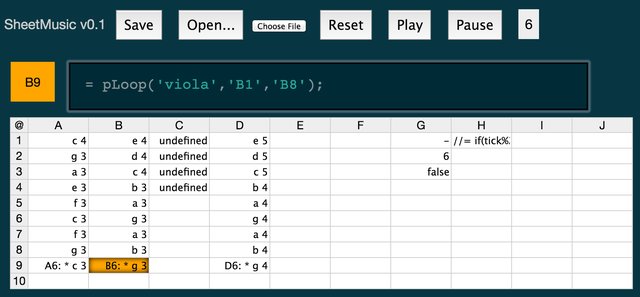 SheetMusic v0.1 Save Open... Choose File Reset Play Pause 6
B9 = pLoop('viola','B1','B8');
@ A B C D E F G H I J
1 c 4 e 4 undefined e 5 - //= if(tick%
2 g 3 d 4 undefined d 5 6
3 a 3 c 4 undefined c 5 false
4 e 3 b 3 undefined b 4
5 f 3 a 3 a 4
6 c 3 g 3 g 4
7 f 3 a 3 a 4
8 g 3 b 3 b 4
9 A6: * c 3 B6: * g 3 D6: * g 4
10